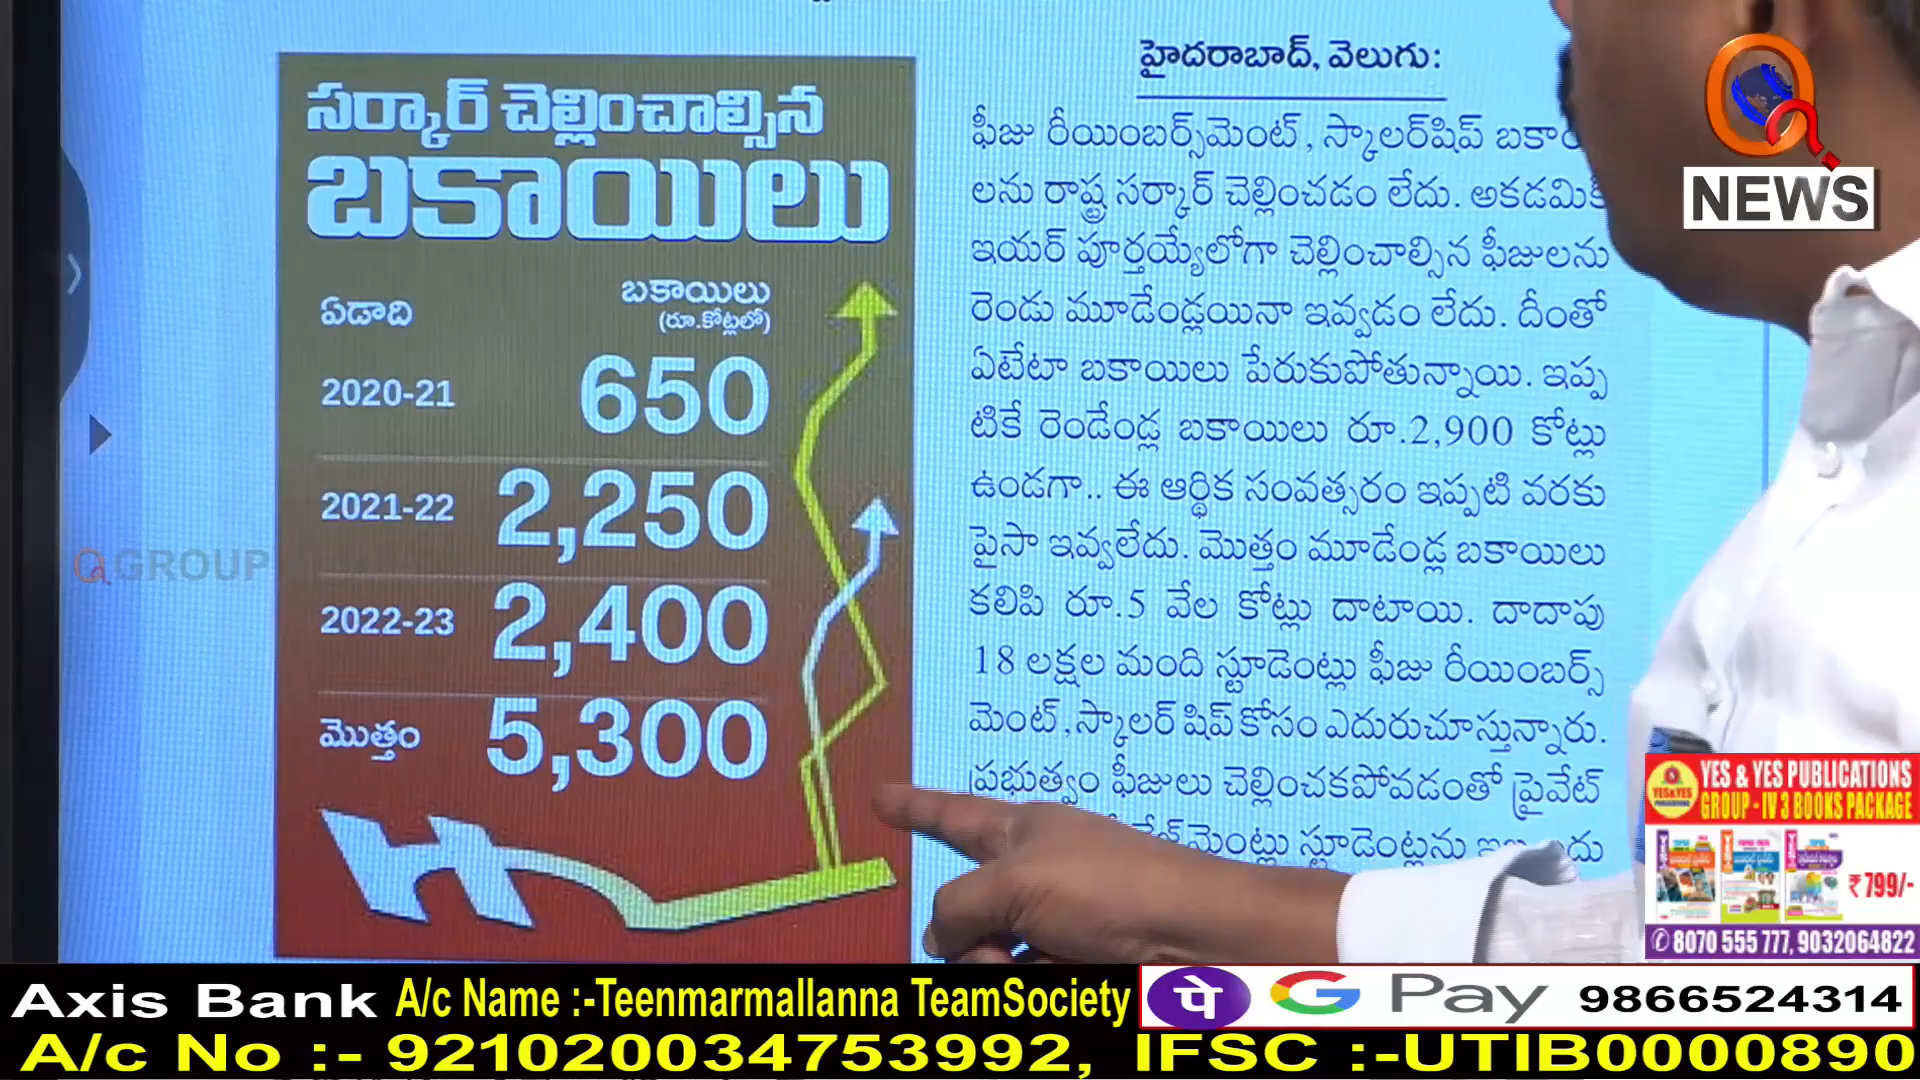 సర్కార్ చెల్లించాల్సిన
బకాయిలు
ఏడాది బకాయిలు
(రూ.కోట్లలో)
2020-21 650
2021-22 2,250
2022-23 2,400
మొత్తం 5,300
హైదరాబాద్, వెలుగు:
ఫీజు రీయింబర్స్‌మెంట్, స్కాలర్‌షిప్
లను రాష్ట్ర సర్కార్ చెల్లించడం లేదు. అకడమిక్
ఇయర్ పూర్తయ్యేలోగా చెల్లించాల్సిన ఫీజులను
రెండు మూడేండ్లయినా ఇవ్వడం లేదు. దీంతో
ఏటేటా బకాయిలు పేరుకుపోతున్నాయి. ఇప్ప
టికే రెండేండ్ల బకాయిలు రూ.2,900 కోట్లు
ఉండగా.. ఈ ఆర్థిక సంవత్సరం ఇప్పటి వరకు
పైసా ఇవ్వలేదు. మొత్తం మూడేండ్ల బకాయిలు
కలిపి రూ.5 వేల కోట్లు దాటాయి. దాదాపు
18 లక్షల మంది స్టూడెంట్లు ఫీజు రీయింబర్స్
మెంట్, స్కాలర్ షిప్ కోసం ఎదురుచూస్తున్నారు.
ప్రభుత్వం ఫీజులు చెల్లించకపోవడంతో ప్రైవేట్
స్టూడెంట్లను
Q GROUP
Q
NEWS
YES & YES PUBLICATIONS
GROUP - IV 3 BOOKS PACKAGE
YES&YES
₹799/-
8070 555 777, 9032064822
Axis Bank A/c Name :-Teenmarmallanna TeamSociety
पे G Pay 9866524314
A/c No :- 921020034753992, IFSC :-UTIB0000890